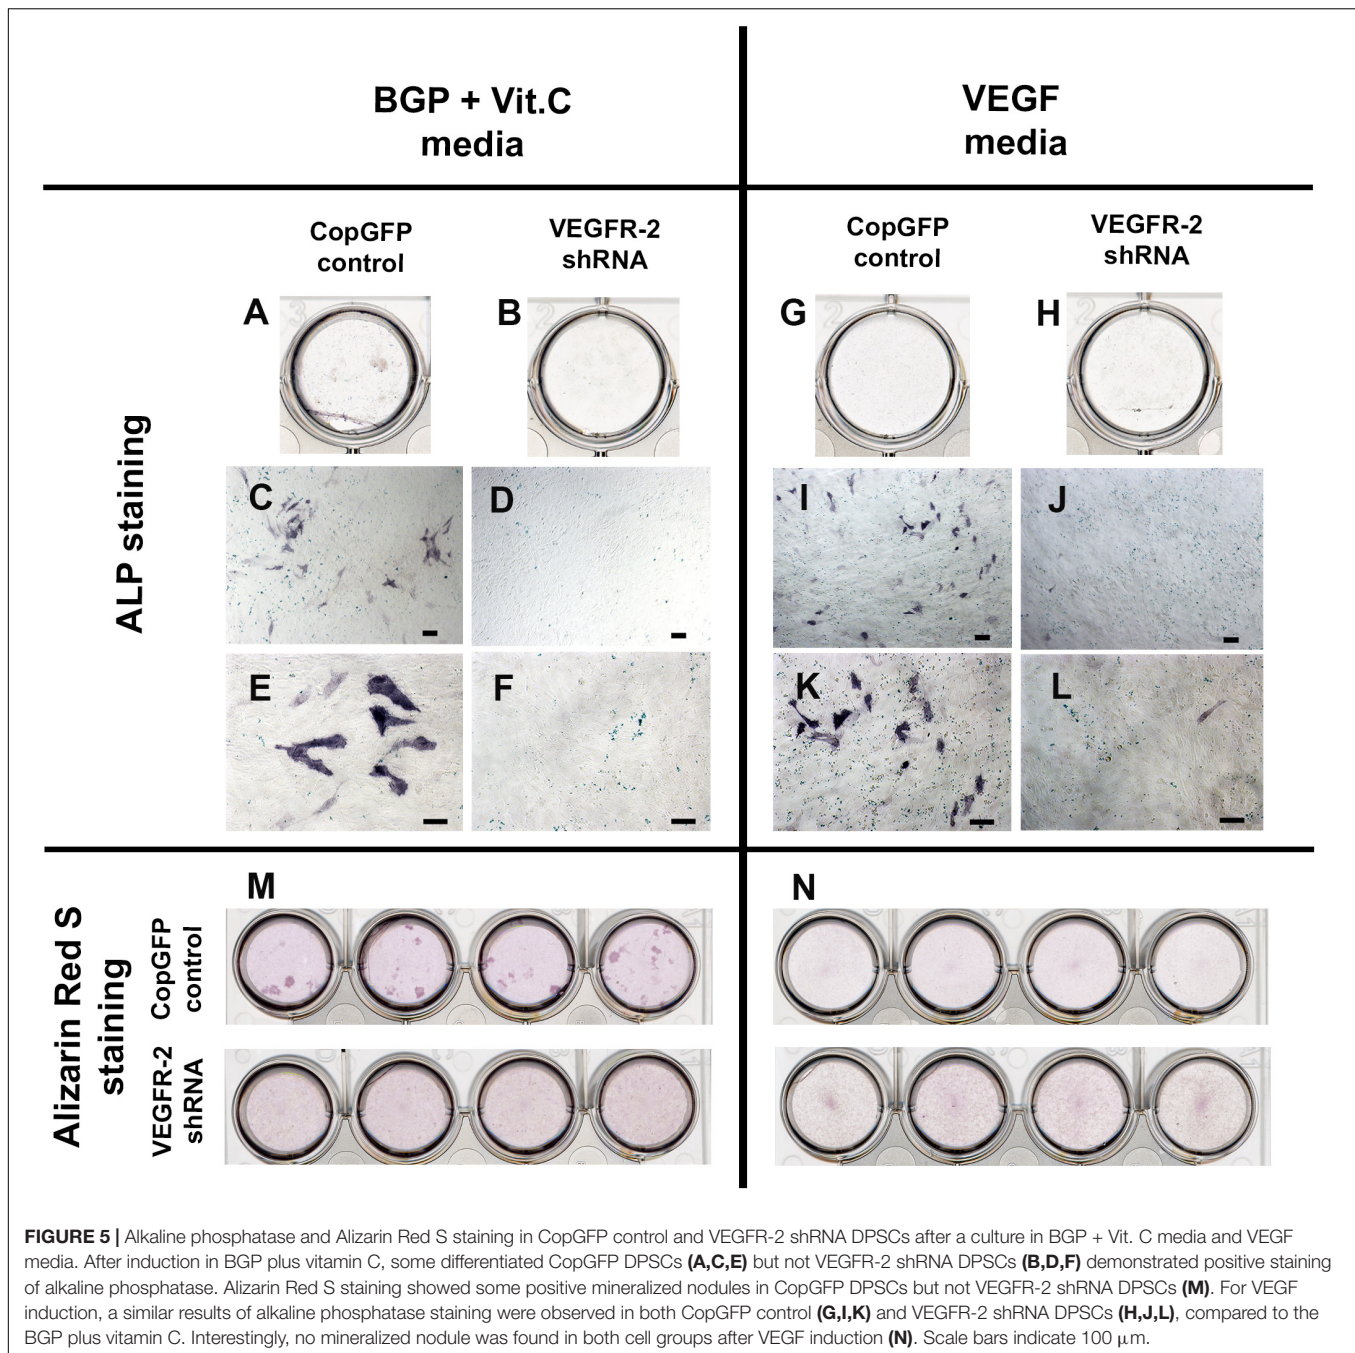 BGP + Vit.C
media
VEGF
media
CopGFP
control
VEGFR-2
shRNA
CopGFP
control
VEGFR-2
shRNA
ALP staining
A
B
G
H
C
D
I
J
E
F
K
L
Alizarin Red S
staining
M
N
CopGFP
control
VEGFR-2
shRNA
FIGURE 5 | Alkaline phosphatase and Alizarin Red S staining in CopGFP control and VEGFR-2 shRNA DPSCs after a culture in BGP + Vit. C media and VEGF
media. After induction in BGP plus vitamin C, some differentiated CopGFP DPSCs (A,C,E) but not VEGFR-2 shRNA DPSCs (B,D,F) demonstrated positive staining
of alkaline phosphatase. Alizarin Red S staining showed some positive mineralized nodules in CopGFP DPSCs but not VEGFR-2 shRNA DPSCs (M). For VEGF
induction, a similar results of alkaline phosphatase staining were observed in both CopGFP control (G,I,K) and VEGFR-2 shRNA DPSCs (H,J,L), compared to the
BGP plus vitamin C. Interestingly, no mineralized nodule was found in both cell groups after VEGF induction (N). Scale bars indicate 100 μm.